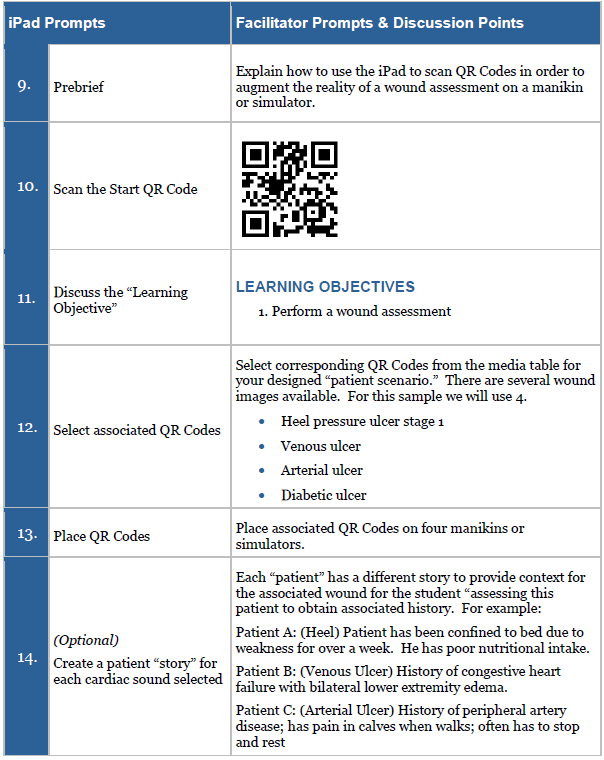 iPad Prompts
Facilitator Prompts & Discussion Points
9.
Prebrief
Explain how to use the iPad to scan QR Codes in order to
augment the reality of a wound assessment on a manikin
or simulator.
10.
Scan the Start QR Code
11.
Discuss the “Learning
Objective”
LEARNING OBJECTIVES
1. Perform a wound assessment
12.
Select associated QR Codes
Select corresponding QR Codes from the media table for
your designed “patient scenario.”  There are several wound
images available.  For this sample we will use 4.
• Heel pressure ulcer stage 1
• Venous ulcer
• Arterial ulcer
• Diabetic ulcer
13.
Place QR Codes
Place associated QR Codes on four manikins or
simulators.
14.
(Optional)
Create a patient “story” for
each cardiac sound selected
Each “patient” has a different story to provide context for
the associated wound for the student “assessing this
patient to obtain associated history.  For example:
Patient A: (Heel) Patient has been confined to bed due to
weakness for over a week.  He has poor nutritional intake.
Patient B: (Venous Ulcer) History of congestive heart
failure with bilateral lower extremity edema.
Patient C: (Arterial Ulcer) History of peripheral artery
disease; has pain in calves when walks; often has to stop
and rest